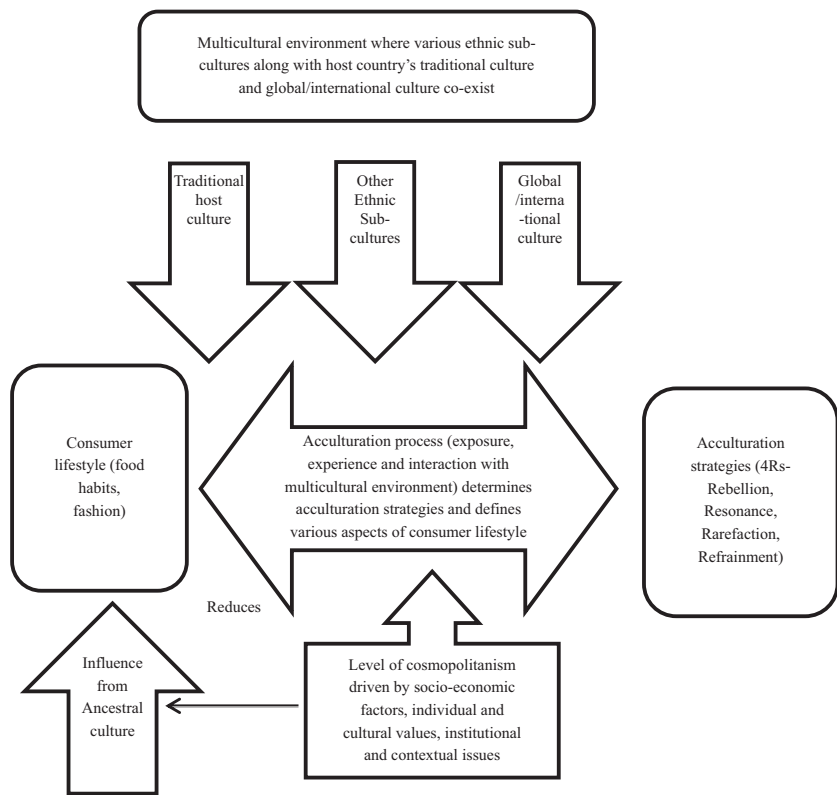 Multicultural environment where various ethnic sub-
cultures along with host country's traditional culture
and global/international culture co-exist
Traditional
host
culture
Other
Ethnic
Sub-
cultures
Global
/interna
-tional
culture
Consumer
lifestyle (food
habits,
fashion)
Acculturation process (exposure,
experience and interaction with
multicultural environment) determines
acculturation strategies and defines
various aspects of consumer lifestyle
Acculturation
strategies (4Rs-
Rebellion,
Resonance,
Rarefaction,
Refrainment)
Reduces
Influence
from
Ancestral
culture
Level of cosmopolitanism
driven by socio-economic
factors, individual and
cultural values, institutional
and contextual issues